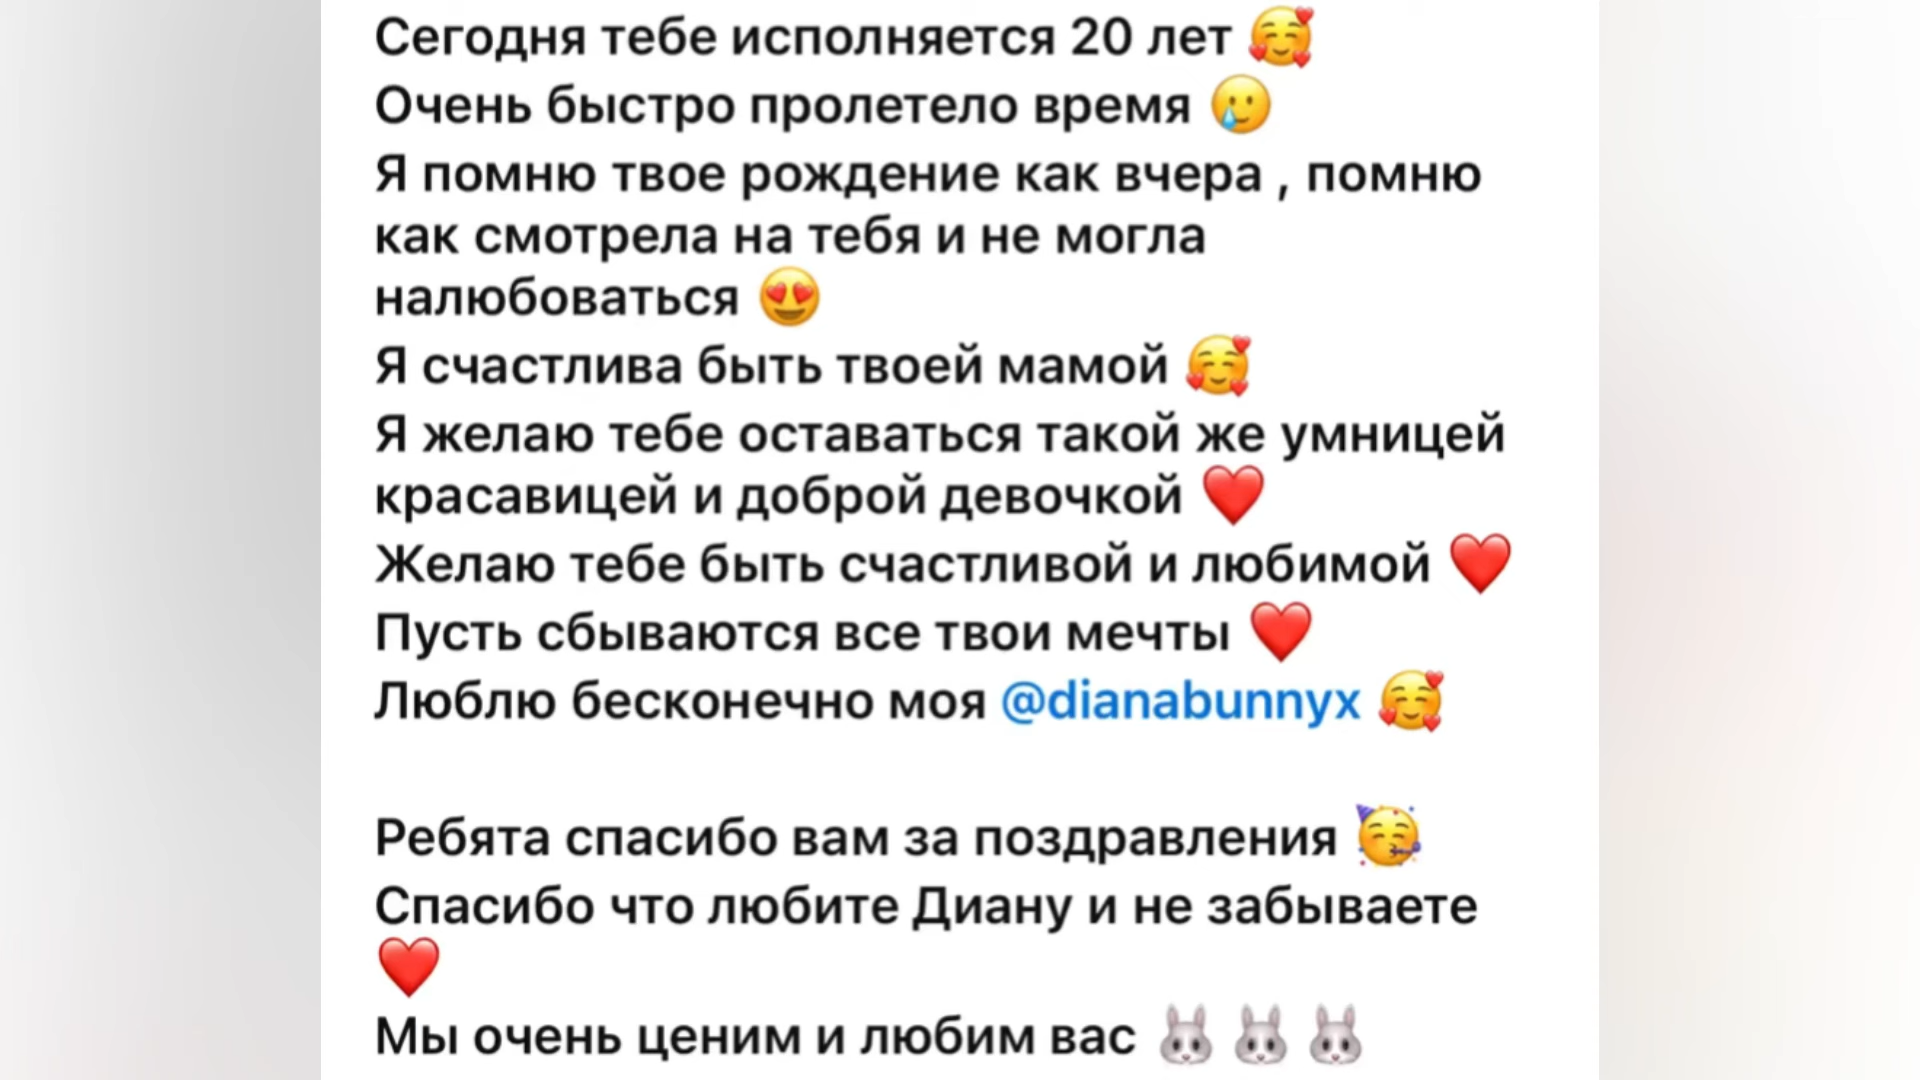 Сегодня тебе исполняется 20 лет 🥰
Очень быстро пролетело время 🥲
Я помню твое рождение как вчера , помню
как смотрела на тебя и не могла
налюбоваться 😍
Я счастлива быть твоей мамой 🥰
Я желаю тебе оставаться такой же умницей
красавицей и доброй девочкой ❤️
Желаю тебе быть счастливой и любимой ❤️
Пусть сбываются все твои мечты ❤️
Люблю бесконечно моя @dianabunnyx 🥰
Ребята спасибо вам за поздравления 🥳
Спасибо что любите Диану и не забываете
❤️
Мы очень ценим и любим вас 🐰 🐰 🐰